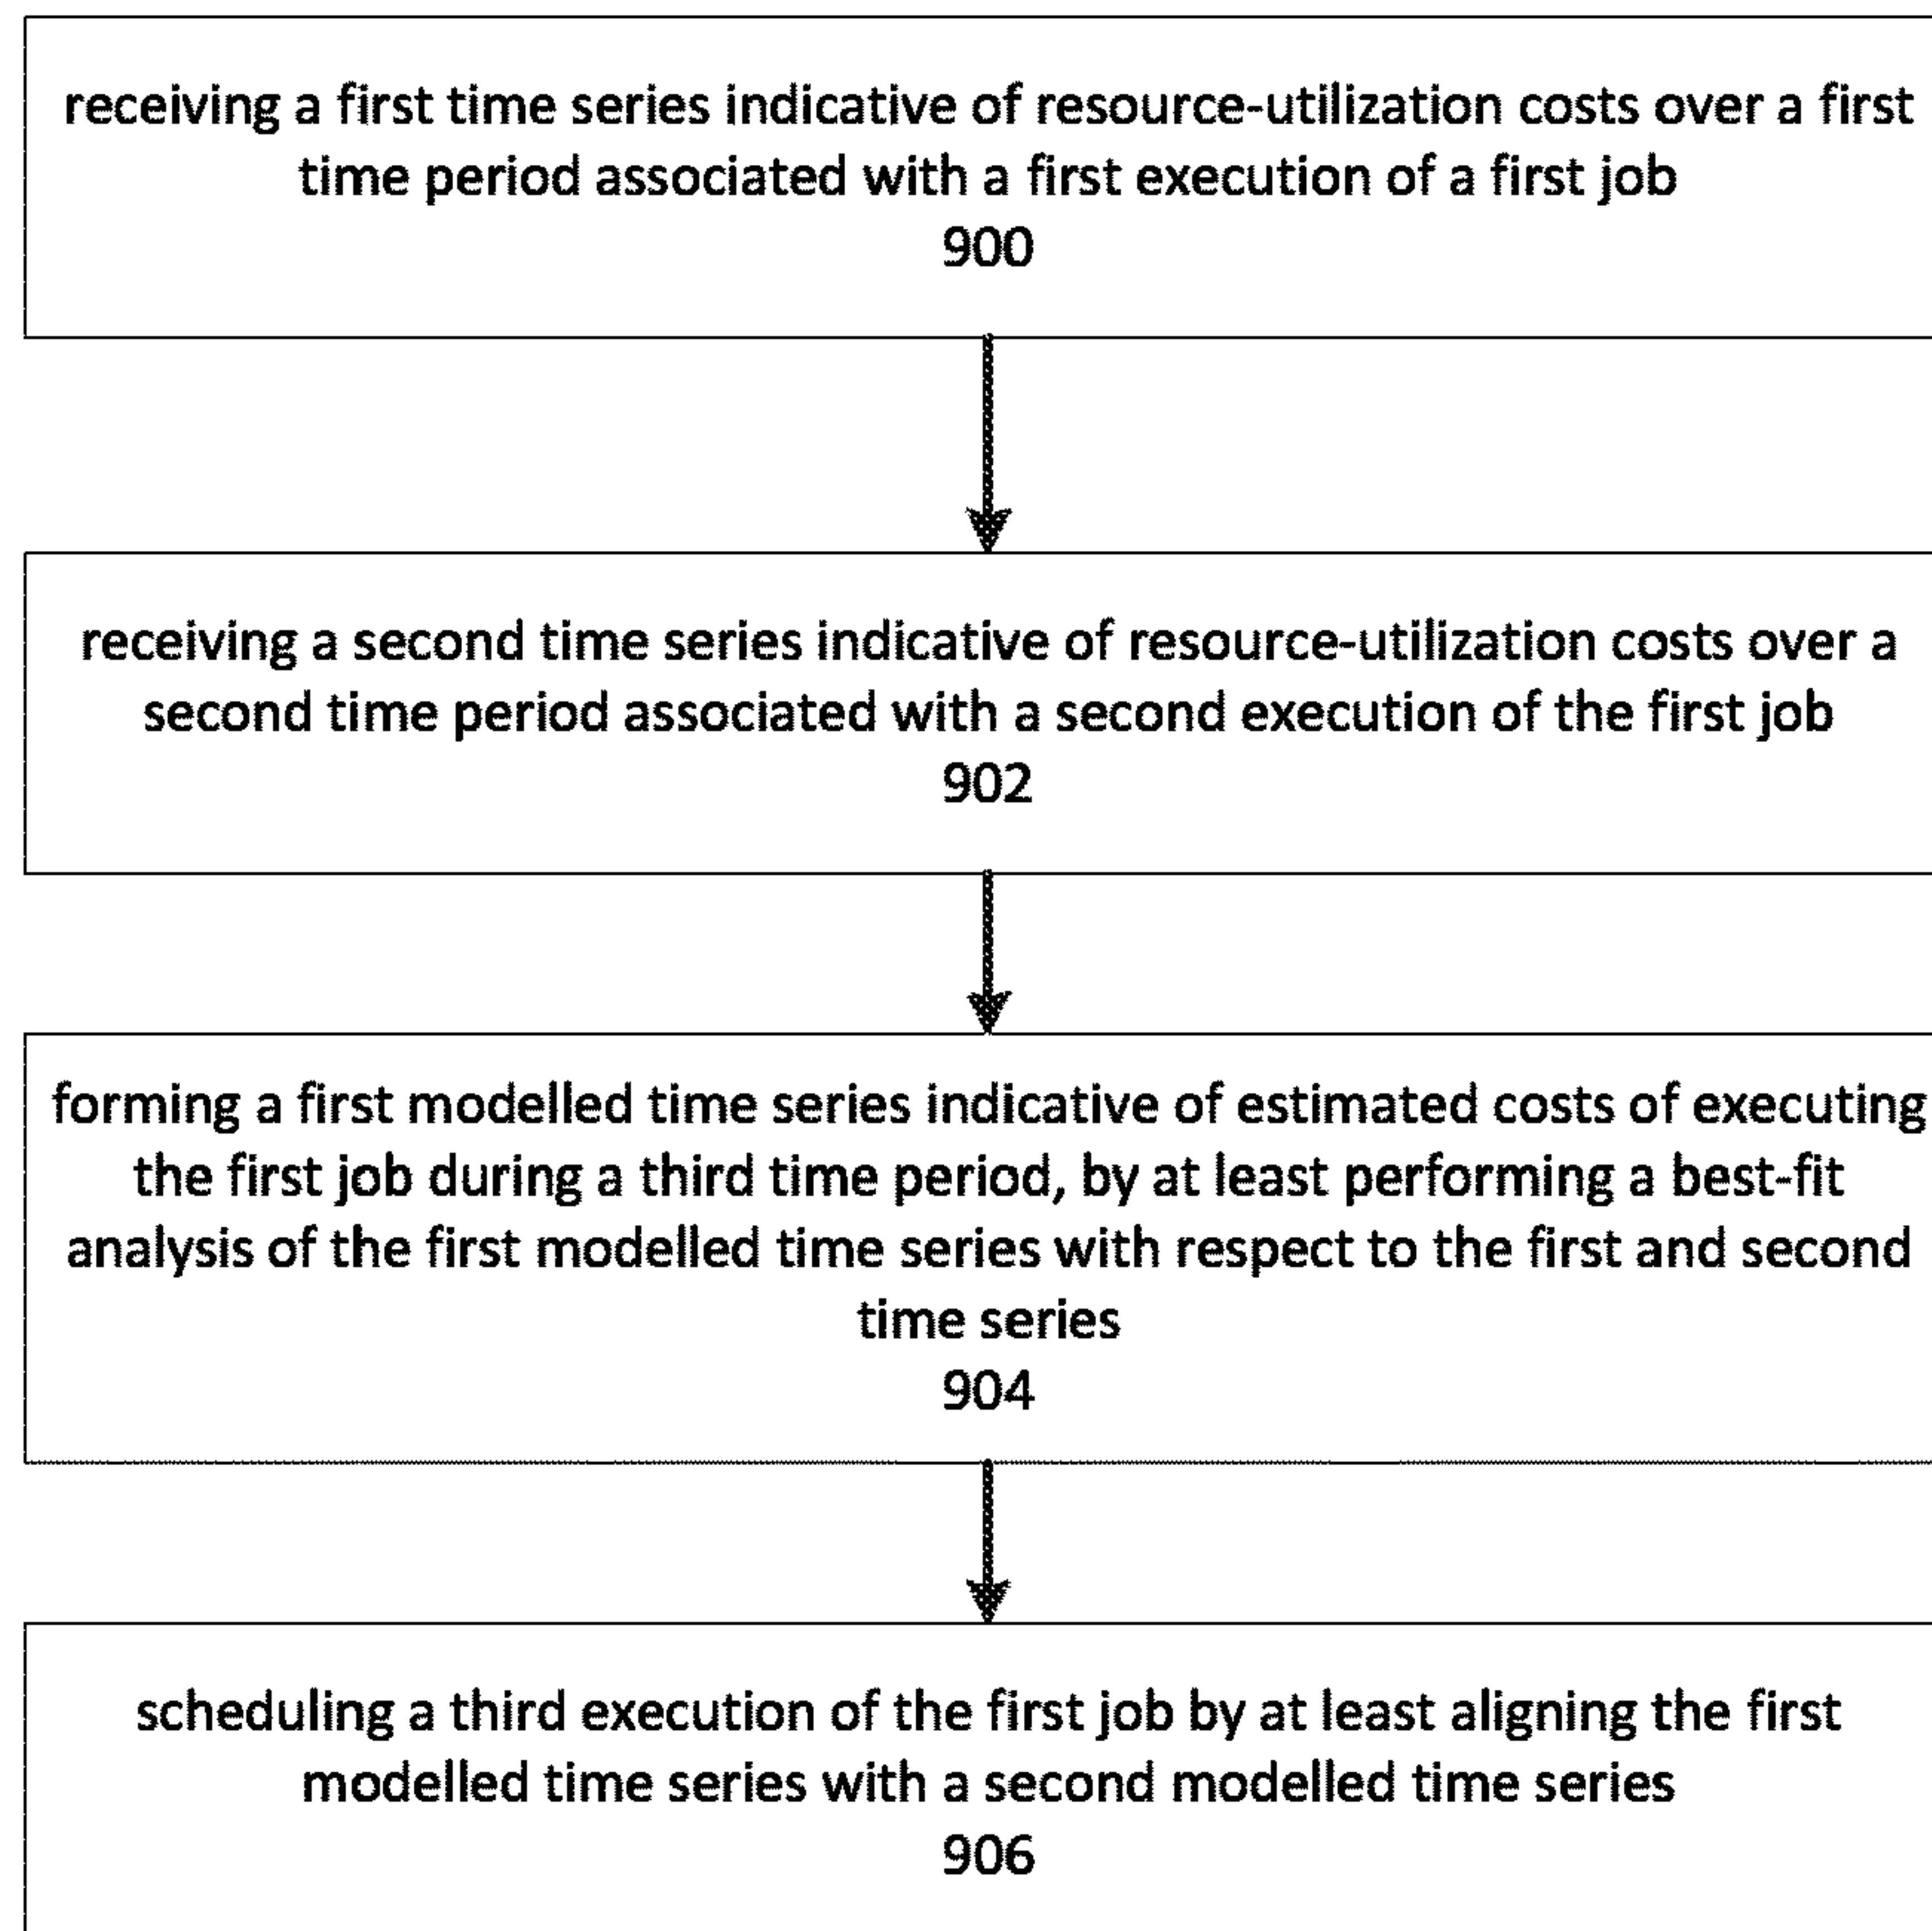 receiving a first time series indicative of resource-utilization costs over a first
time period associated with a first execution of a first job
900
receiving a second time series indicative of resource-utilization costs over a
second time period associated with a second execution of the first job
902
forming a first modelled time series indicative of estimated costs of executing
the first job during a third time period, by at least performing a best-fit
analysis of the first modelled time series with respect to the first and second
time series
904
scheduling a third execution of the first job by at least aligning the first
modelled time series with a second modelled time series
906